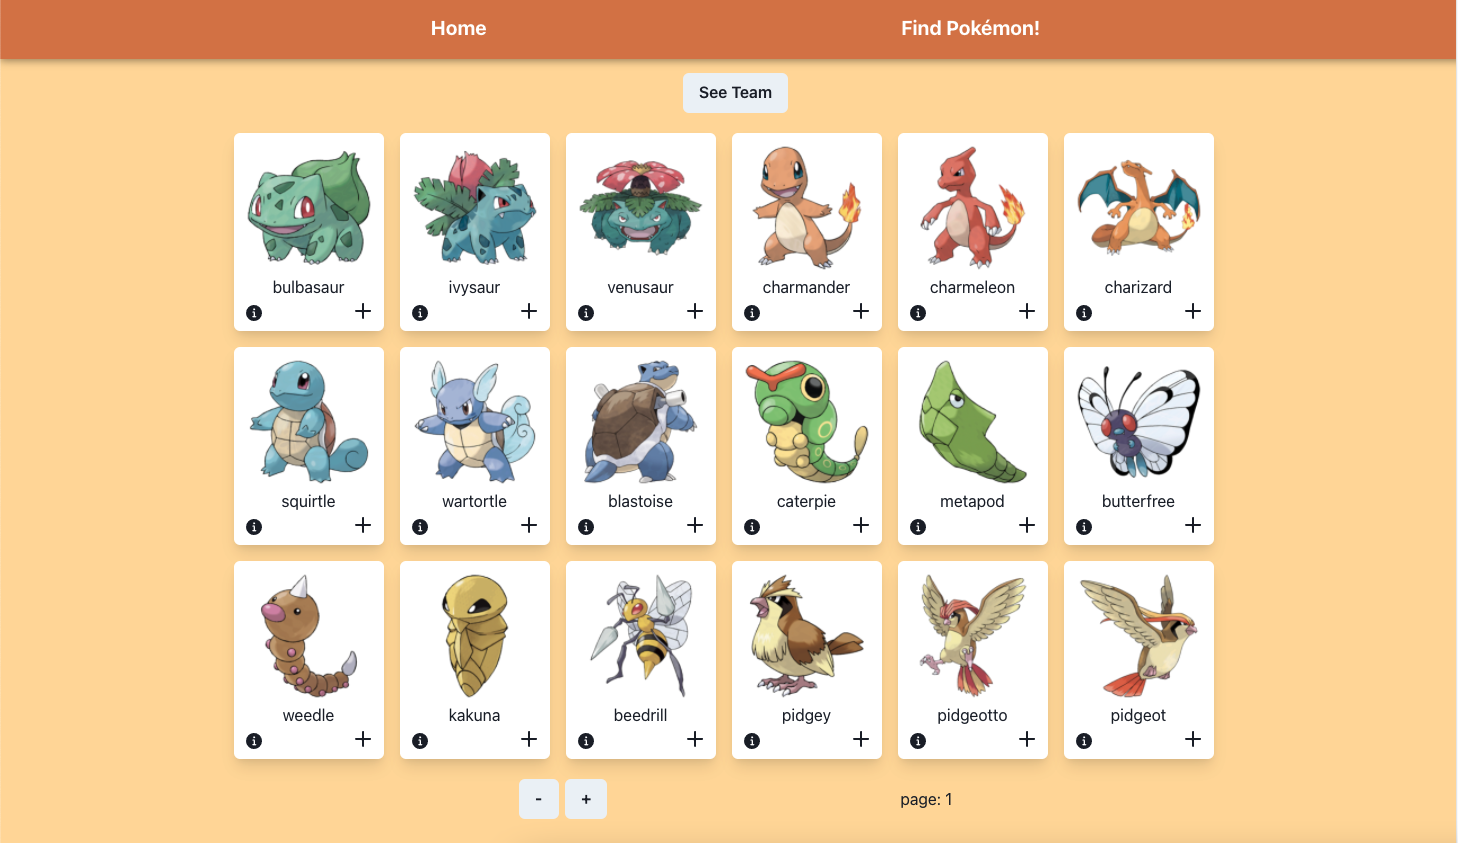 Home Find Pokémon!
See Team
bulbasaur ivysaur venusaur charmander charmeleon charizard
squirtle wartortle blastoise caterpie metapod butterfree
weedle kakuna beedrill pidgey pidgeotto pidgeot
- + page: 1